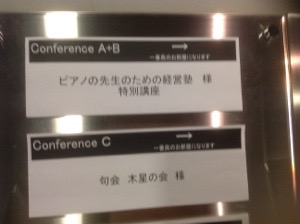 Conference A+B →
一番奥のお部屋になります
ピアノの先生のための経営塾 様
特別講座
Conference C →
一番奥のお部屋になります
句会 木星の会 様